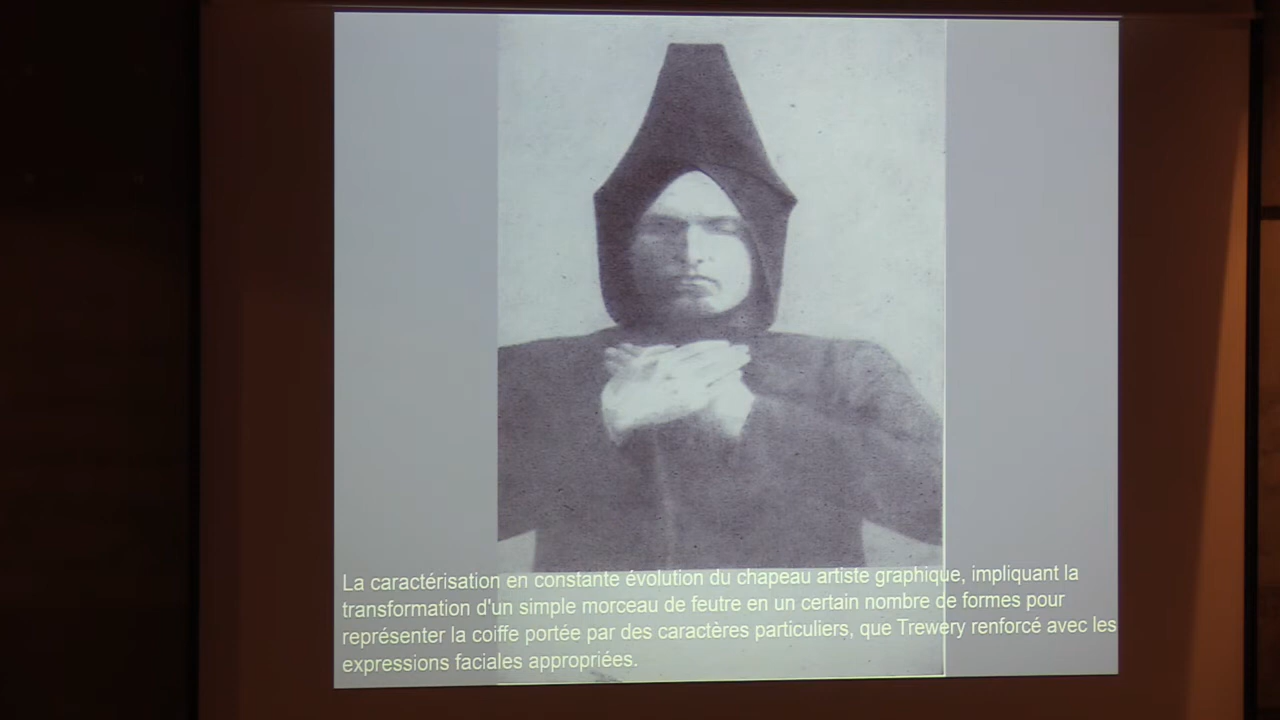 La caractérisation en constante évolution du chapeau artiste graphique, impliquant la
transformation d'un simple morceau de feutre en un certain nombre de formes pour
représenter la coiffe portée par des caractères particuliers, que Trewery renforcé avec les
expressions faciales appropriées.